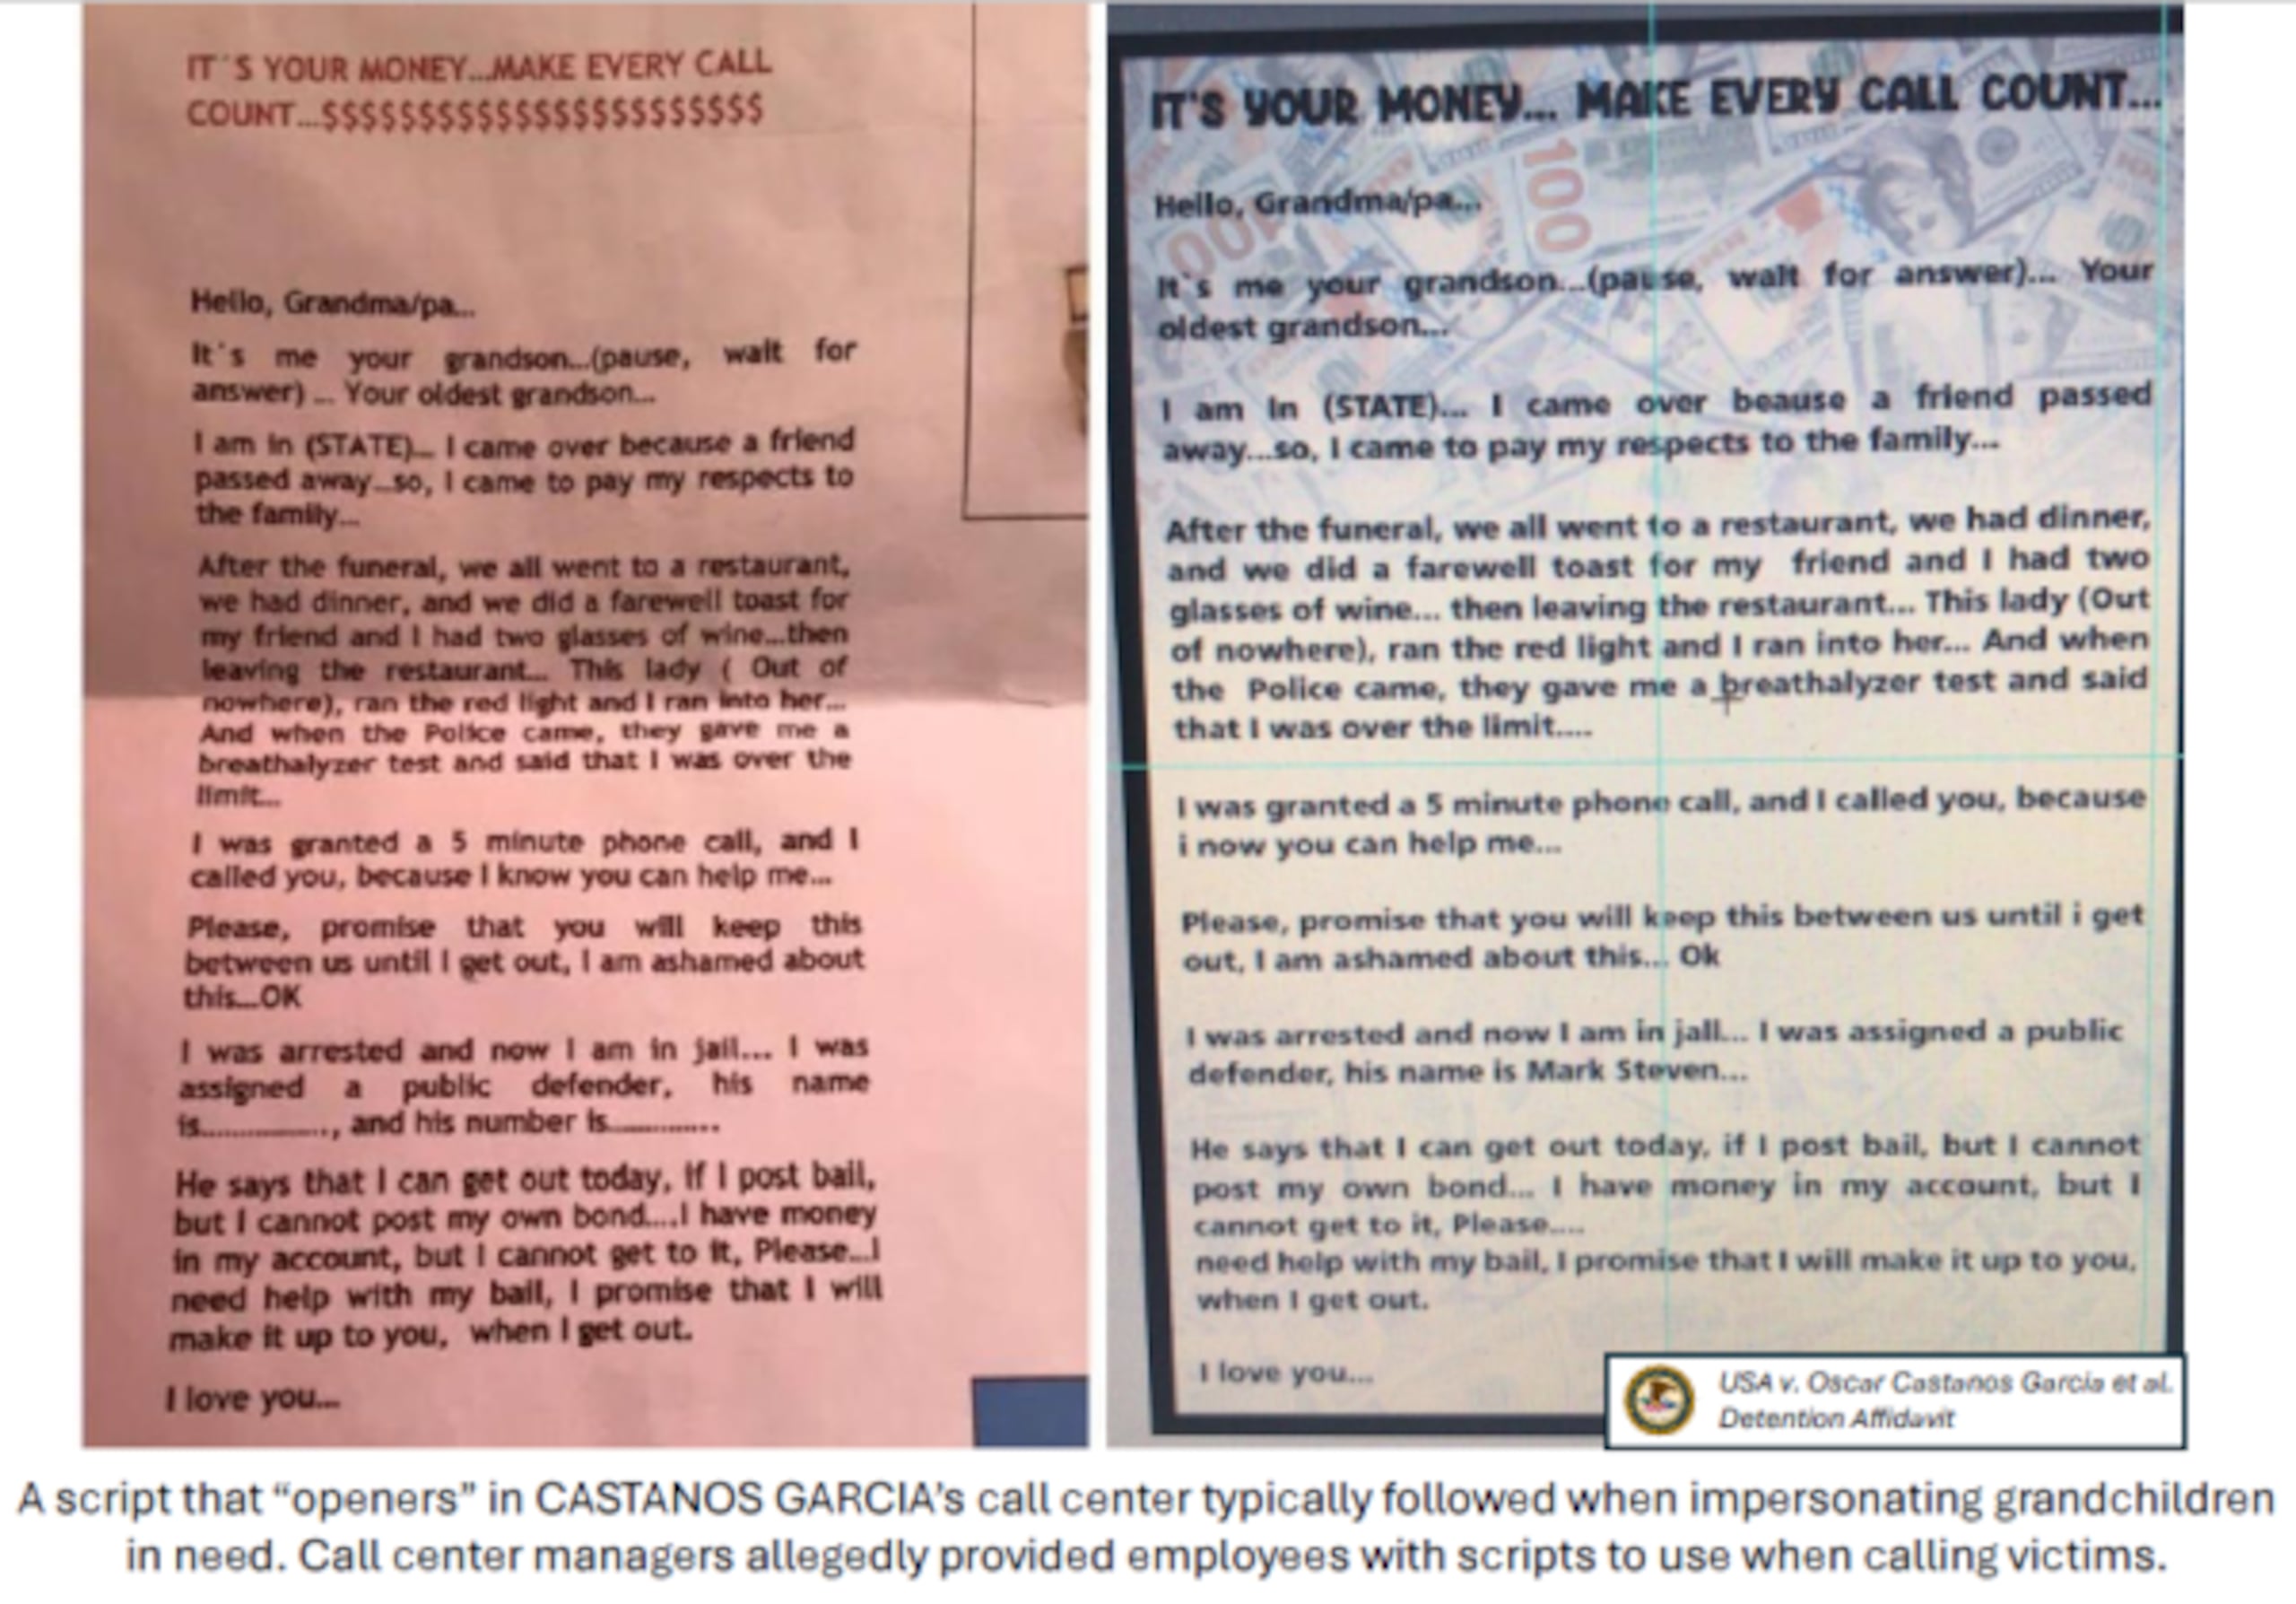 IT´S YOUR MONEY...MAKE EVERY CALL
COUNT...$$$$$$$$$$$$$$$$$$$$$$$
Hello, Grandma/pa...
It´s me your grandson...(pause, wait for
answer) ... Your oldest grandson...
I am in (STATE)... I came over because a friend
passed away...so, I came to pay my respects to
the family...
After the funeral, we all went to a restaurant,
we had dinner, and we did a farewell toast for
my friend and I had two glasses of wine...then
leaving the restaurant... This lady ( Out of
nowhere), ran the red light and I ran into her...
And when the Police came, they gave me a
breathalyzer test and said that I was over the
limit...
I was granted a 5 minute phone call, and I
called you, because I know you can help me...
Please, promise that you will keep this
between us until I get out, I am ashamed about
this...OK
I was arrested and now I am in jail... I was
assigned a public defender, his name
is..............., and his number is.............
He says that I can get out today, if I post bail,
but I cannot post my own bond....I have money
in my account, but I cannot get to it, Please...I
need help with my bail, I promise that I will
make it up to you, when I get out.
I love you...
IT'S YOUR MONEY... MAKE EVERY CALL COUNT...
Hello, Grandma/pa...
It`s me your grandson...(pause, wait for answer)... Your
oldest grandson...
I am in (STATE)... I came over beause a friend passed
away...so, I came to pay my respects to the family...
After the funeral, we all went to a restaurant, we had dinner,
and we did a farewell toast for my friend and I had two
glasses of wine... then leaving the restaurant... This lady (Out
of nowhere), ran the red light and I ran into her... And when
the Police came, they gave me a breathalyzer test and said
that I was over the limit....
I was granted a 5 minute phone call, and I called you, because
i now you can help me...
Please, promise that you will keep this between us until i get
out, I am ashamed about this... Ok
I was arrested and now I am in jail... I was assigned a public
defender, his name is Mark Steven...
He says that I can get out today, if I post bail, but I cannot
post my own bond... I have money in my account, but I
cannot get to it, Please....
need help with my bail, I promise that I will make it up to you,
when I get out.
I love you...
100
100
USA v. Oscar Castanos Garcia et al.
Detention Affidavit
A script that “openers” in CASTANOS GARCIA’s call center typically followed when impersonating grandchildren
in need. Call center managers allegedly provided employees with scripts to use when calling victims.